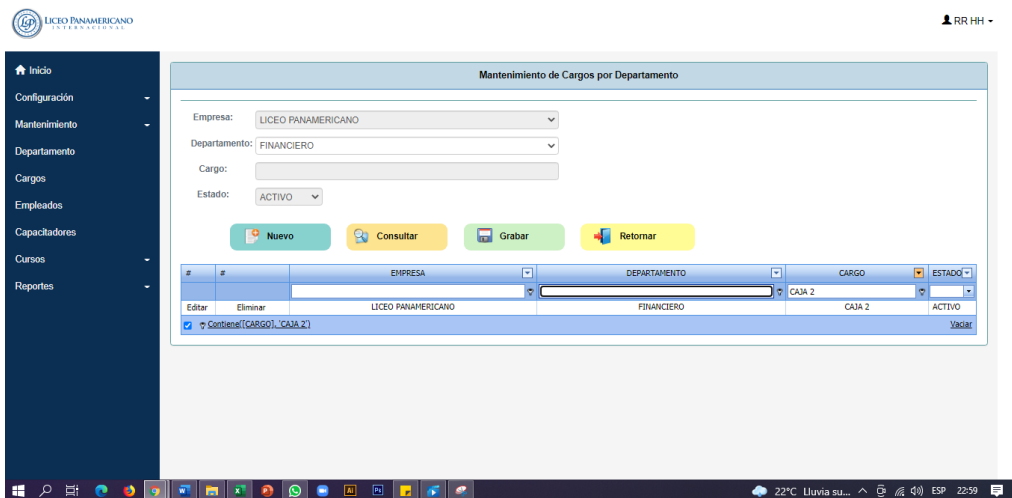 LICEO PANAMERICANO
INTERNACIONAL
RR HH
Inicio
Configuración
Mantenimiento
Departamento
Cargos
Empleados
Capacitadores
Cursos
Reportes
Mantenimiento de Cargos por Departamento
Empresa: LICEO PANAMERICANO
Departamento: FINANCIERO
Cargo:
Estado: ACTIVO
Nuevo Consultar Grabar Retornar
# # EMPRESA DEPARTAMENTO CARGO ESTADO
CAJA 2
Editar Eliminar LICEO PANAMERICANO FINANCIERO CAJA 2 ACTIVO
Contiene([CARGO], 'CAJA 2') Vaciar
22°C Lluvia su... ESP 22:59